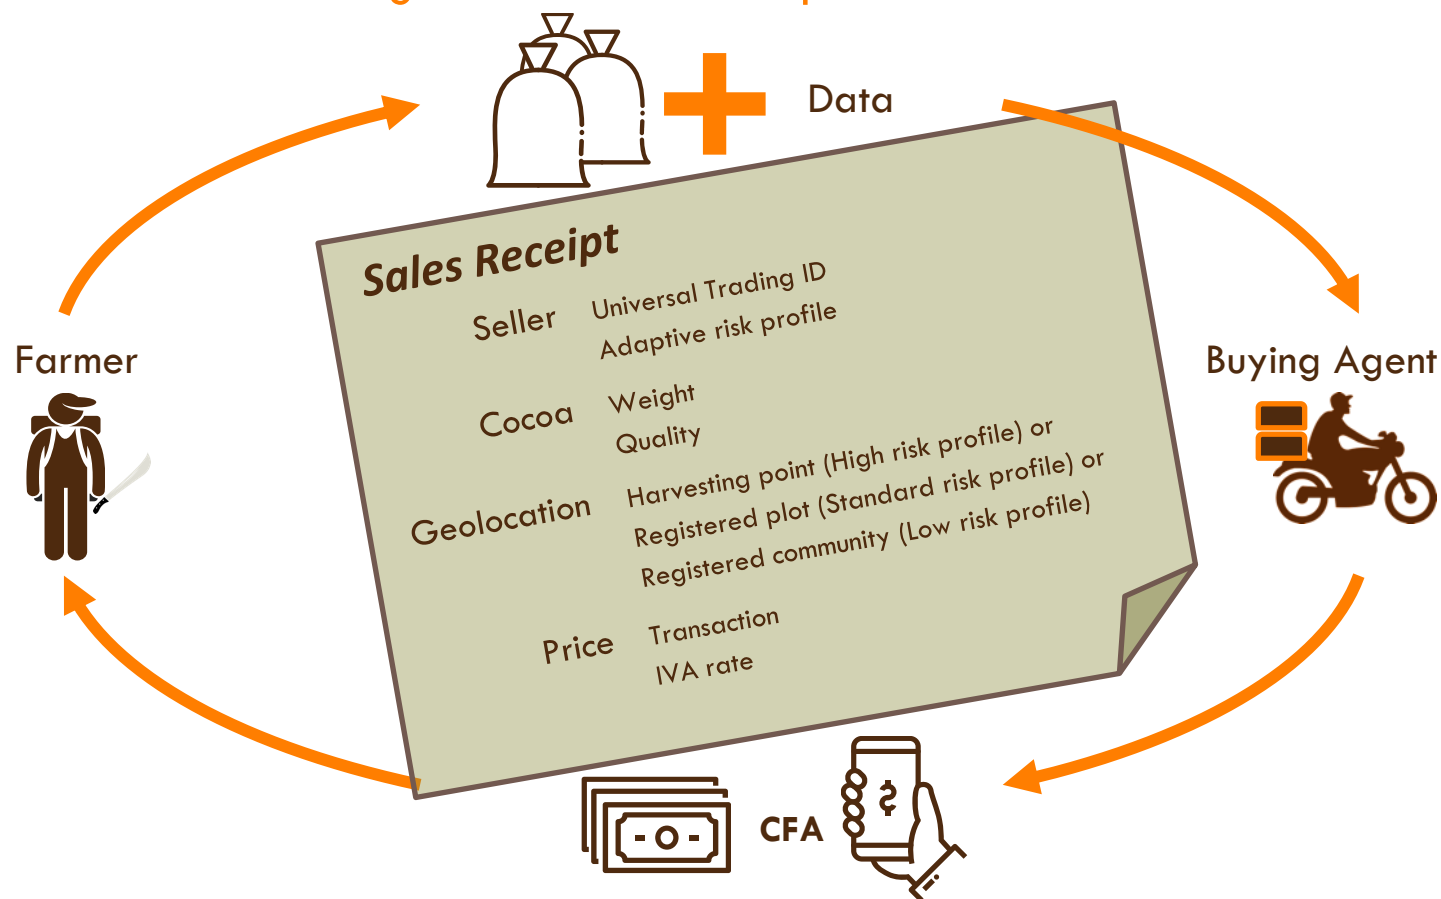 Data
Sales Receipt
Seller Universal Trading ID
Adaptive risk profile
Farmer
Buying Agent
Cocoa Weight
Quality
Geolocation Harvesting point (High risk profile) or
Registered plot (Standard risk profile) or
Registered community (Low risk profile)
Price Transaction
IVA rate
$
CFA